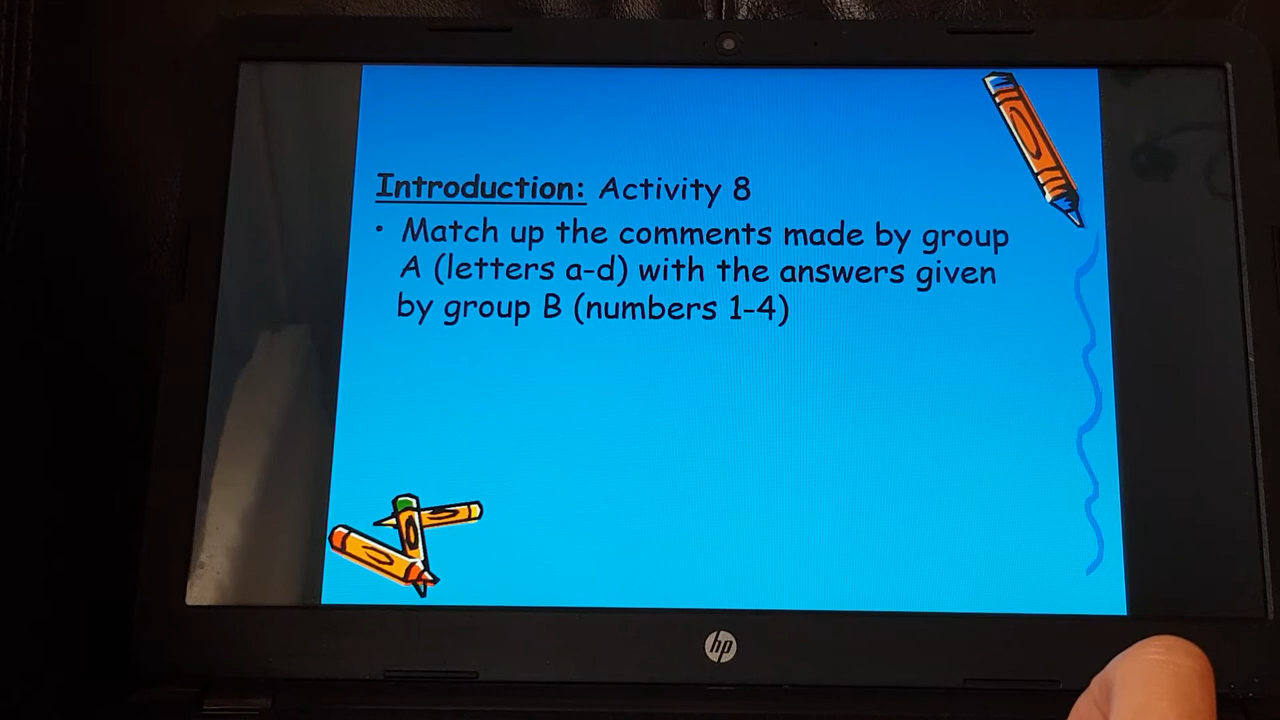 Introduction: Activity 8
• Match up the comments made by group
A (letters a-d) with the answers given
by group B (numbers 1-4)
hp